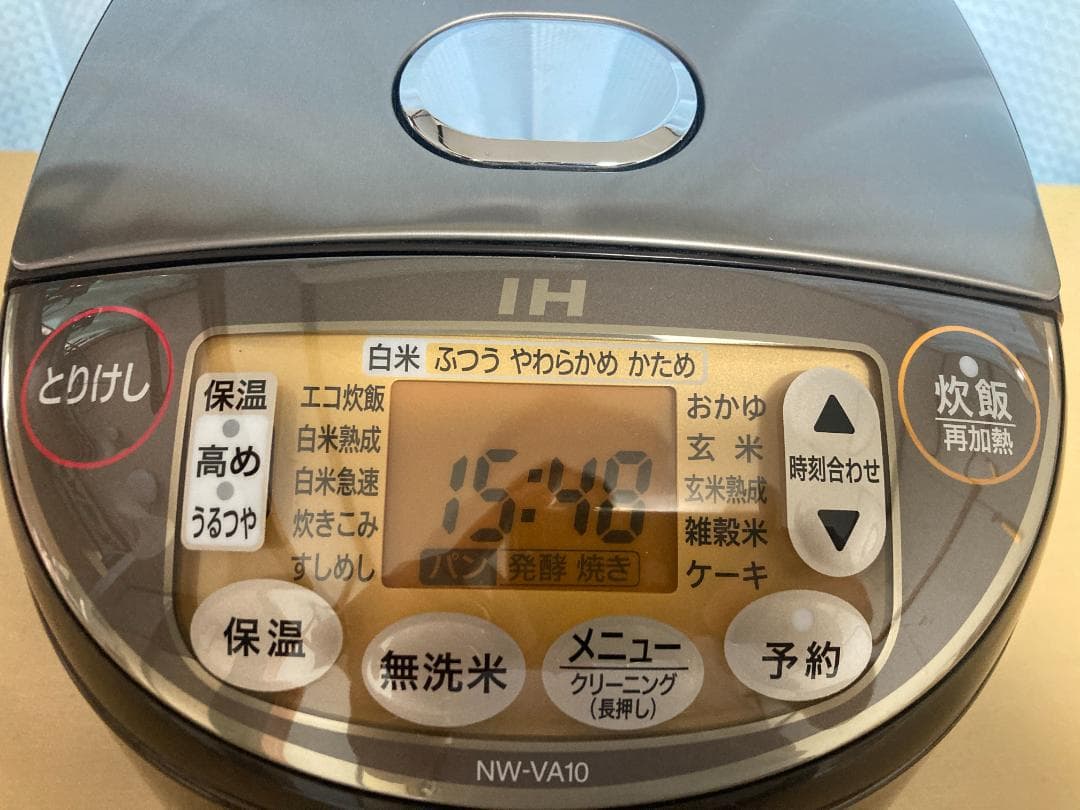 IH
とりけし
白米 ふつう やわらかめ かため
保温
高め
うるつや
エコ炊飯
白米熟成
白米急速
炊きこみ
すしめし
15:48
パン 発酵 焼き
おかゆ
玄米
玄米熟成
雑穀米
ケーキ
時刻合わせ
炊飯
再加熱
保温
無洗米
メニュー
クリーニング
(長押し)
予約
NW-VA10